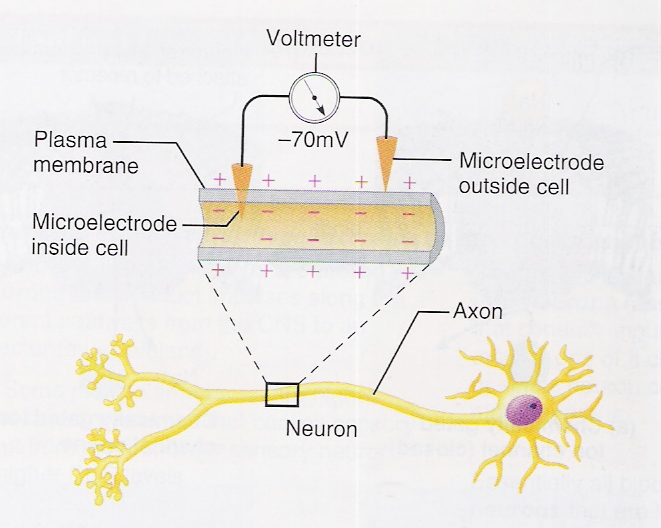 Voltmeter
−70mV
Plasma
membrane
Microelectrode
outside cell
Microelectrode
inside cell
+ + + + +
− − − − −
− − − − −
+ + + + +
Axon
Neuron